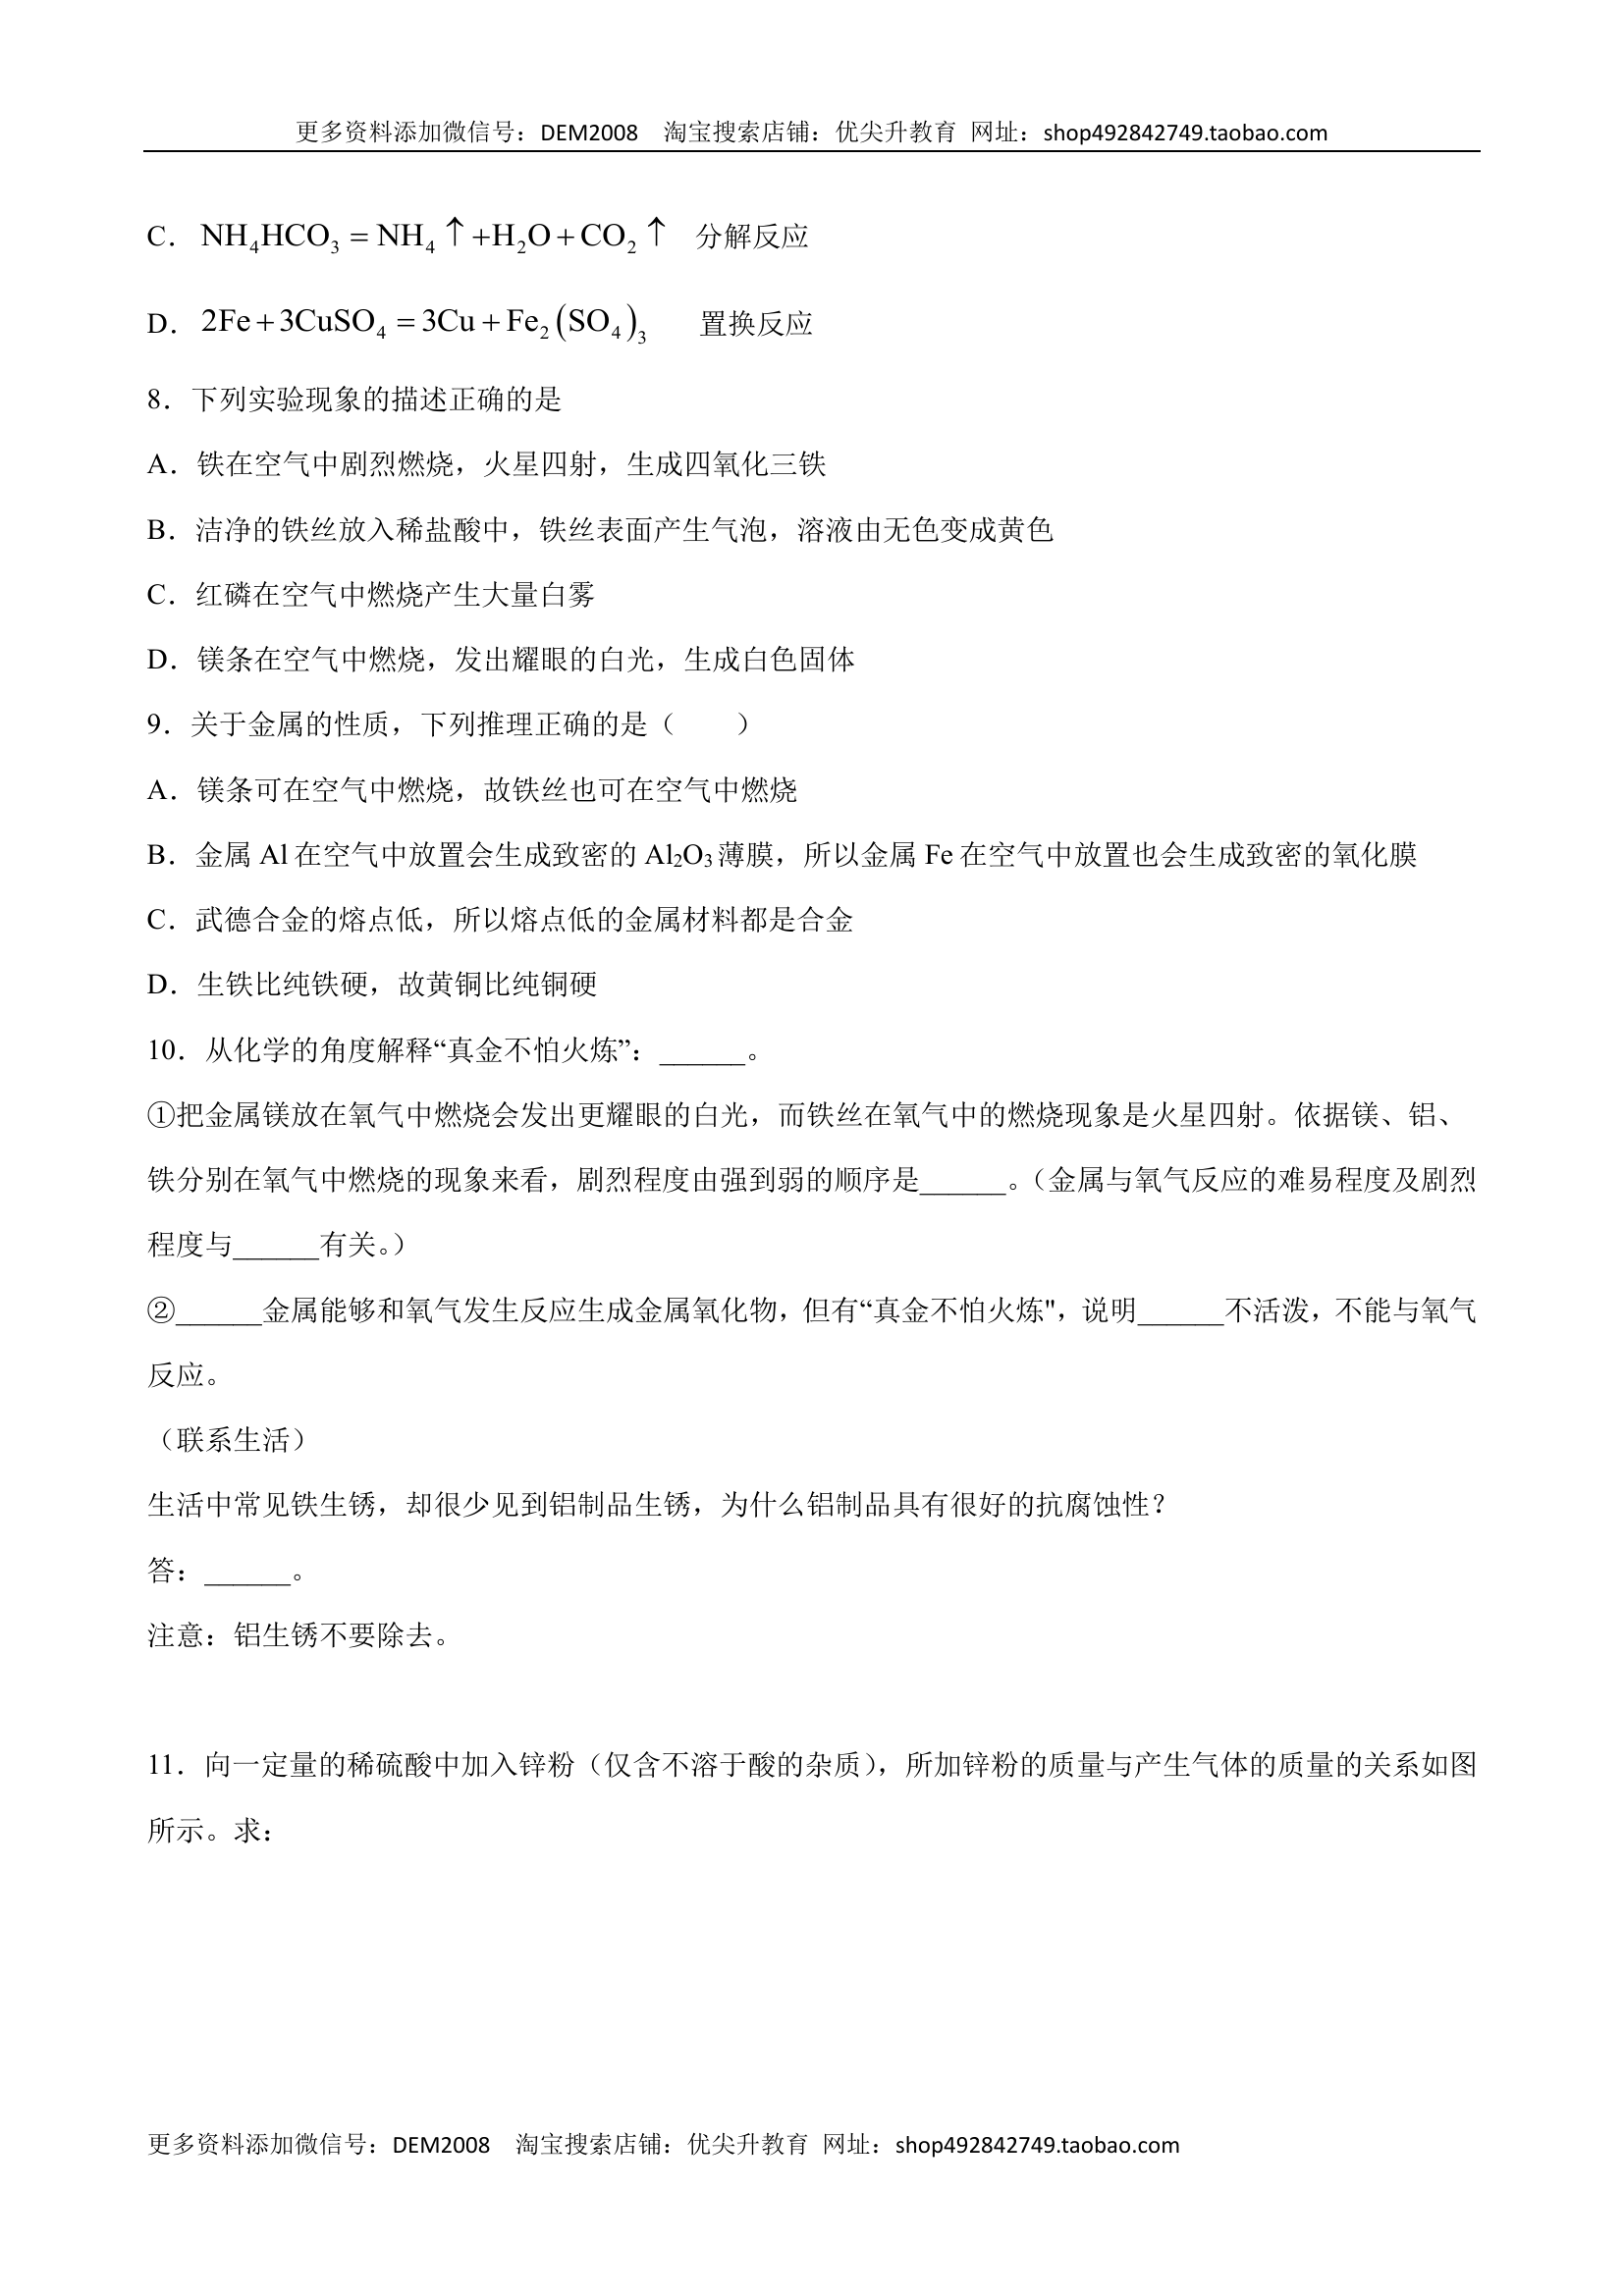 更多资料添加微信号：DEM2008 淘宝搜索店铺：优尖升教育 网址：shop492842749.taobao.com
C． NH₄HCO₃ = NH₄ ↑ +H₂O + CO₂ ↑ 分解反应
D． 2Fe + 3CuSO₄ = 3Cu + Fe₂(SO₄)₃ 置换反应
8．下列实验现象的描述正确的是
A．铁在空气中剧烈燃烧，火星四射，生成四氧化三铁
B．洁净的铁丝放入稀盐酸中，铁丝表面产生气泡，溶液由无色变成黄色
C．红磷在空气中燃烧产生大量白雾
D．镁条在空气中燃烧，发出耀眼的白光，生成白色固体
9．关于金属的性质，下列推理正确的是（ ）
A．镁条可在空气中燃烧，故铁丝也可在空气中燃烧
B．金属 Al 在空气中放置会生成致密的 Al₂O₃ 薄膜，所以金属 Fe 在空气中放置也会生成致密的氧化膜
C．武德合金的熔点低，所以熔点低的金属材料都是合金
D．生铁比纯铁硬，故黄铜比纯铜硬
10．从化学的角度解释“真金不怕火炼”：______。
①把金属镁放在氧气中燃烧会发出更耀眼的白光，而铁丝在氧气中的燃烧现象是火星四射。依据镁、铝、
铁分别在氧气中燃烧的现象来看，剧烈程度由强到弱的顺序是______。（金属与氧气反应的难易程度及剧烈
程度与______有关。）
②______金属能够和氧气发生反应生成金属氧化物，但有“真金不怕火炼"，说明______不活泼，不能与氧气
反应。
（联系生活）
生活中常见铁生锈，却很少见到铝制品生锈，为什么铝制品具有很好的抗腐蚀性？
答：______。
注意：铝生锈不要除去。
11．向一定量的稀硫酸中加入锌粉（仅含不溶于酸的杂质），所加锌粉的质量与产生气体的质量的关系如图
所示。求：
更多资料添加微信号：DEM2008 淘宝搜索店铺：优尖升教育 网址：shop492842749.taobao.com